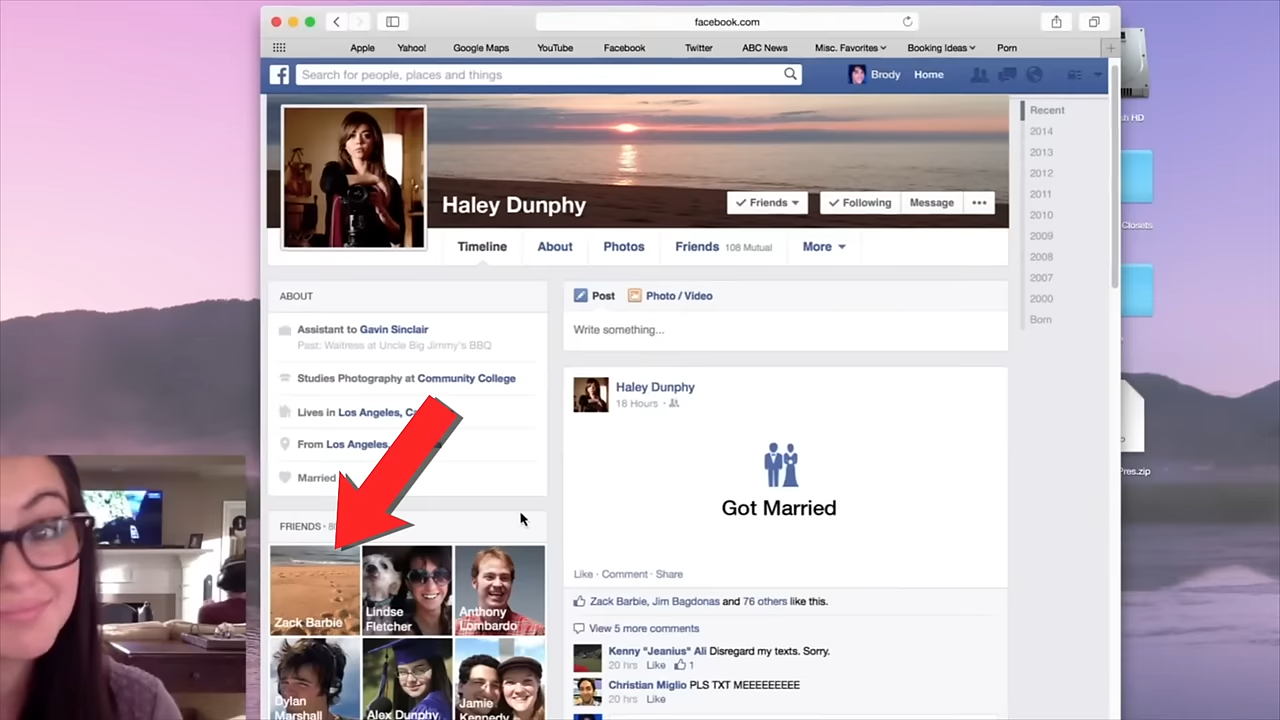 facebook.com
Apple Yahoo! Google Maps YouTube Facebook Twitter ABC News Misc. Favorites Booking Ideas Porn
Search for people, places and things
Brody Home
Haley Dunphy
Friends
Following
Message
Timeline About Photos Friends 108 Mutual More
Recent
2014
2013
2012
2011
2010
2009
2008
2007
2000
Born
ABOUT
Assistant to Gavin Sinclair
Past: Waitress at Uncle Big Jimmy's BBQ
Studies Photography at Community College
Lives in Los Angeles,
From Los Angeles,
Married
FRIENDS
Zack Barbie
Lindse
Fletcher
Anthony
Lombardo
Dylan
Marshall
Alex Dunphy
Jamie
Kennedy
Post Photo / Video
Write something...
Haley Dunphy
18 Hours
Got Married
Like · Comment · Share
Zack Barbie, Jim Bagdonas and 76 others like this.
View 5 more comments
Kenny "Jeanius" Ali Disregard my texts. Sorry.
20 hrs Like 1
Christian Miglio PLS TXT MEEEEEEEEE
20 hrs Like
HD
Closets
Pres.zip